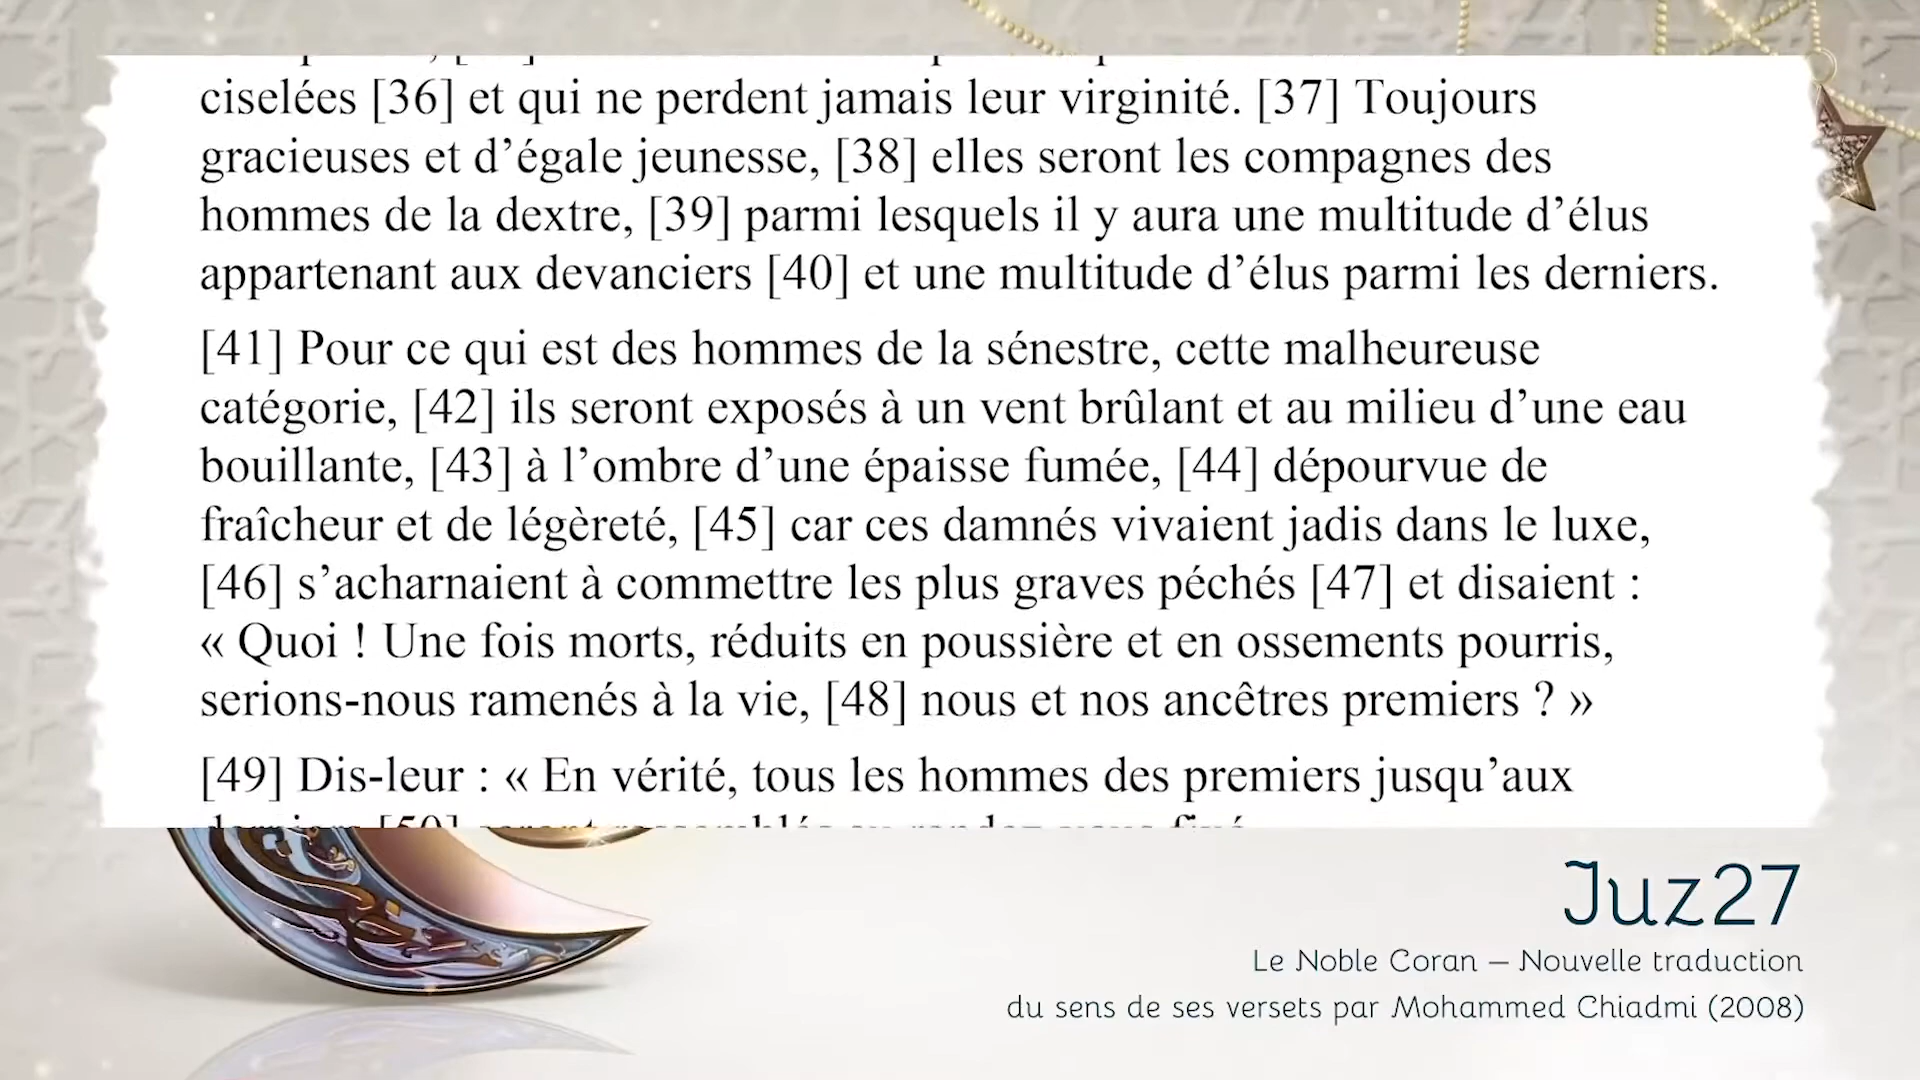 ciselées [36] et qui ne perdent jamais leur virginité. [37] Toujours
gracieuses et d’égale jeunesse, [38] elles seront les compagnes des
hommes de la dextre, [39] parmi lesquels il y aura une multitude d’élus
appartenant aux devanciers [40] et une multitude d’élus parmi les derniers.
[41] Pour ce qui est des hommes de la sénestre, cette malheureuse
catégorie, [42] ils seront exposés à un vent brûlant et au milieu d’une eau
bouillante, [43] à l’ombre d’une épaisse fumée, [44] dépourvue de
fraîcheur et de légèreté, [45] car ces damnés vivaient jadis dans le luxe,
[46] s’acharnaient à commettre les plus graves péchés [47] et disaient :
« Quoi ! Une fois morts, réduits en poussière et en ossements pourris,
serions-nous ramenés à la vie, [48] nous et nos ancêtres premiers ? »
[49] Dis-leur : « En vérité, tous les hommes des premiers jusqu’aux
Juz27
Le Noble Coran – Nouvelle traduction
du sens de ses versets par Mohammed Chiadmi (2008)